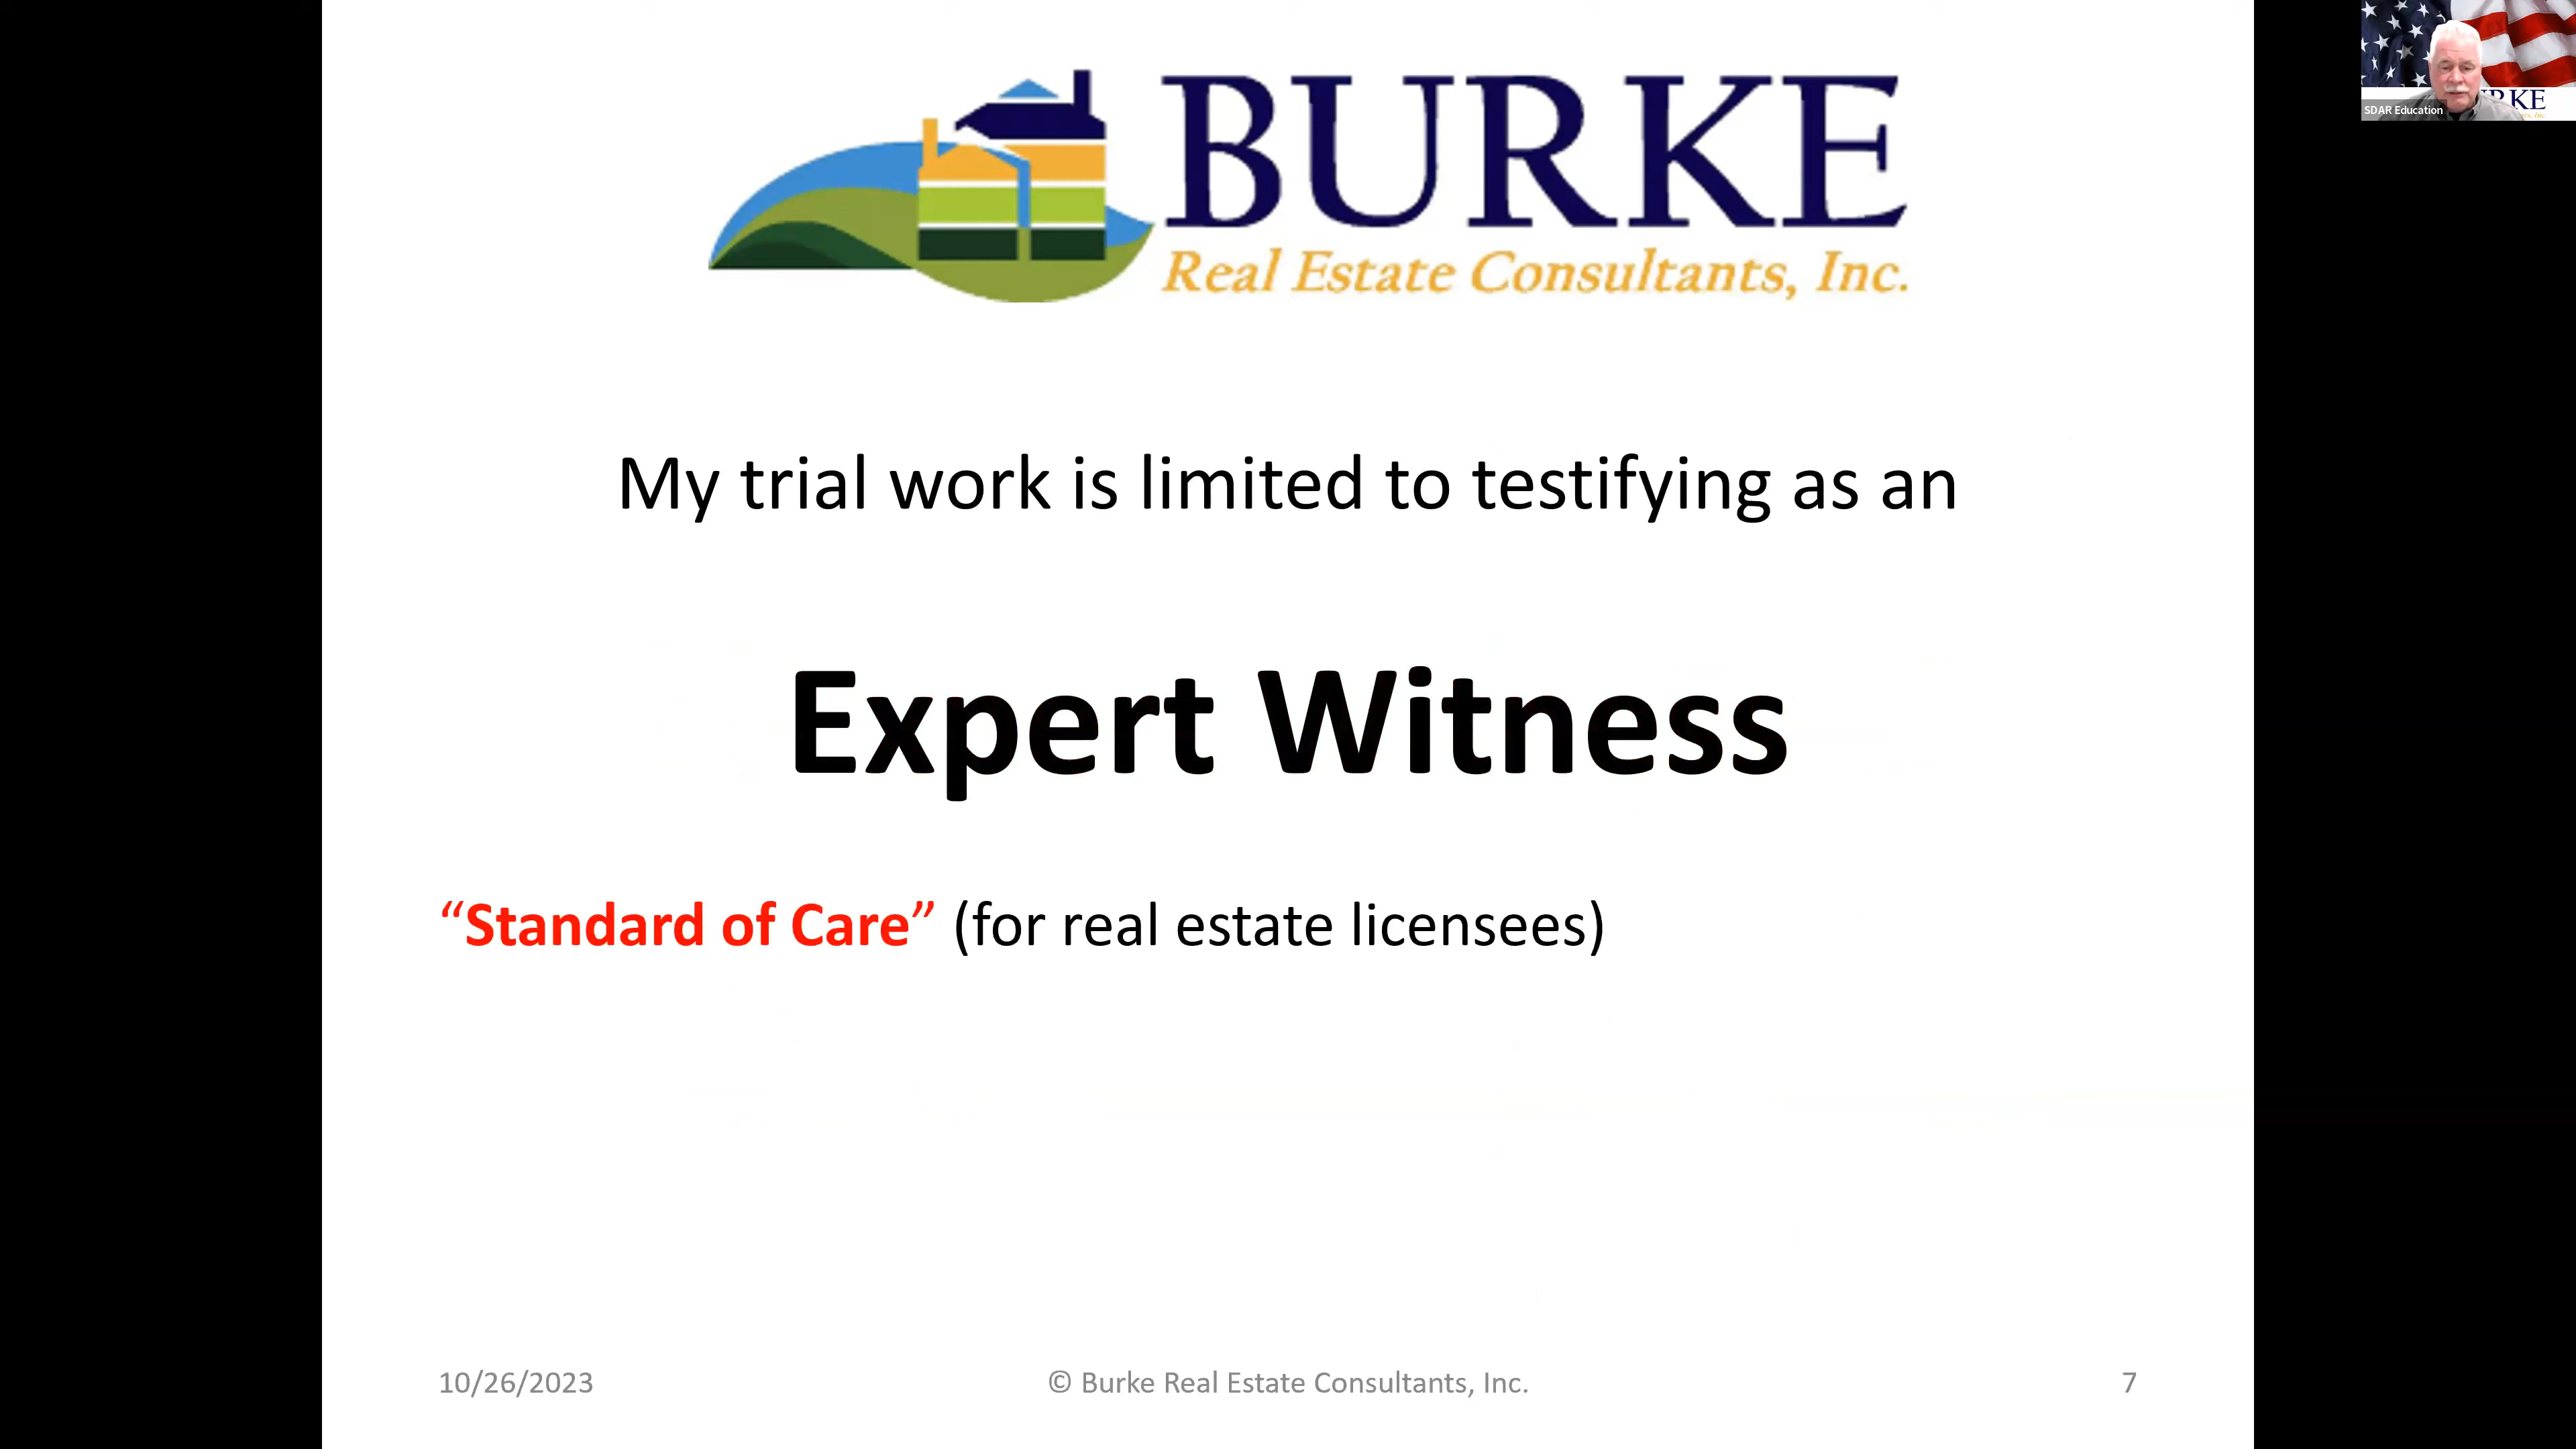 BURKE
Real Estate Consultants, Inc.
SDAR Education
My trial work is limited to testifying as an
Expert Witness
“Standard of Care” (for real estate licensees)
10/26/2023
© Burke Real Estate Consultants, Inc.
7